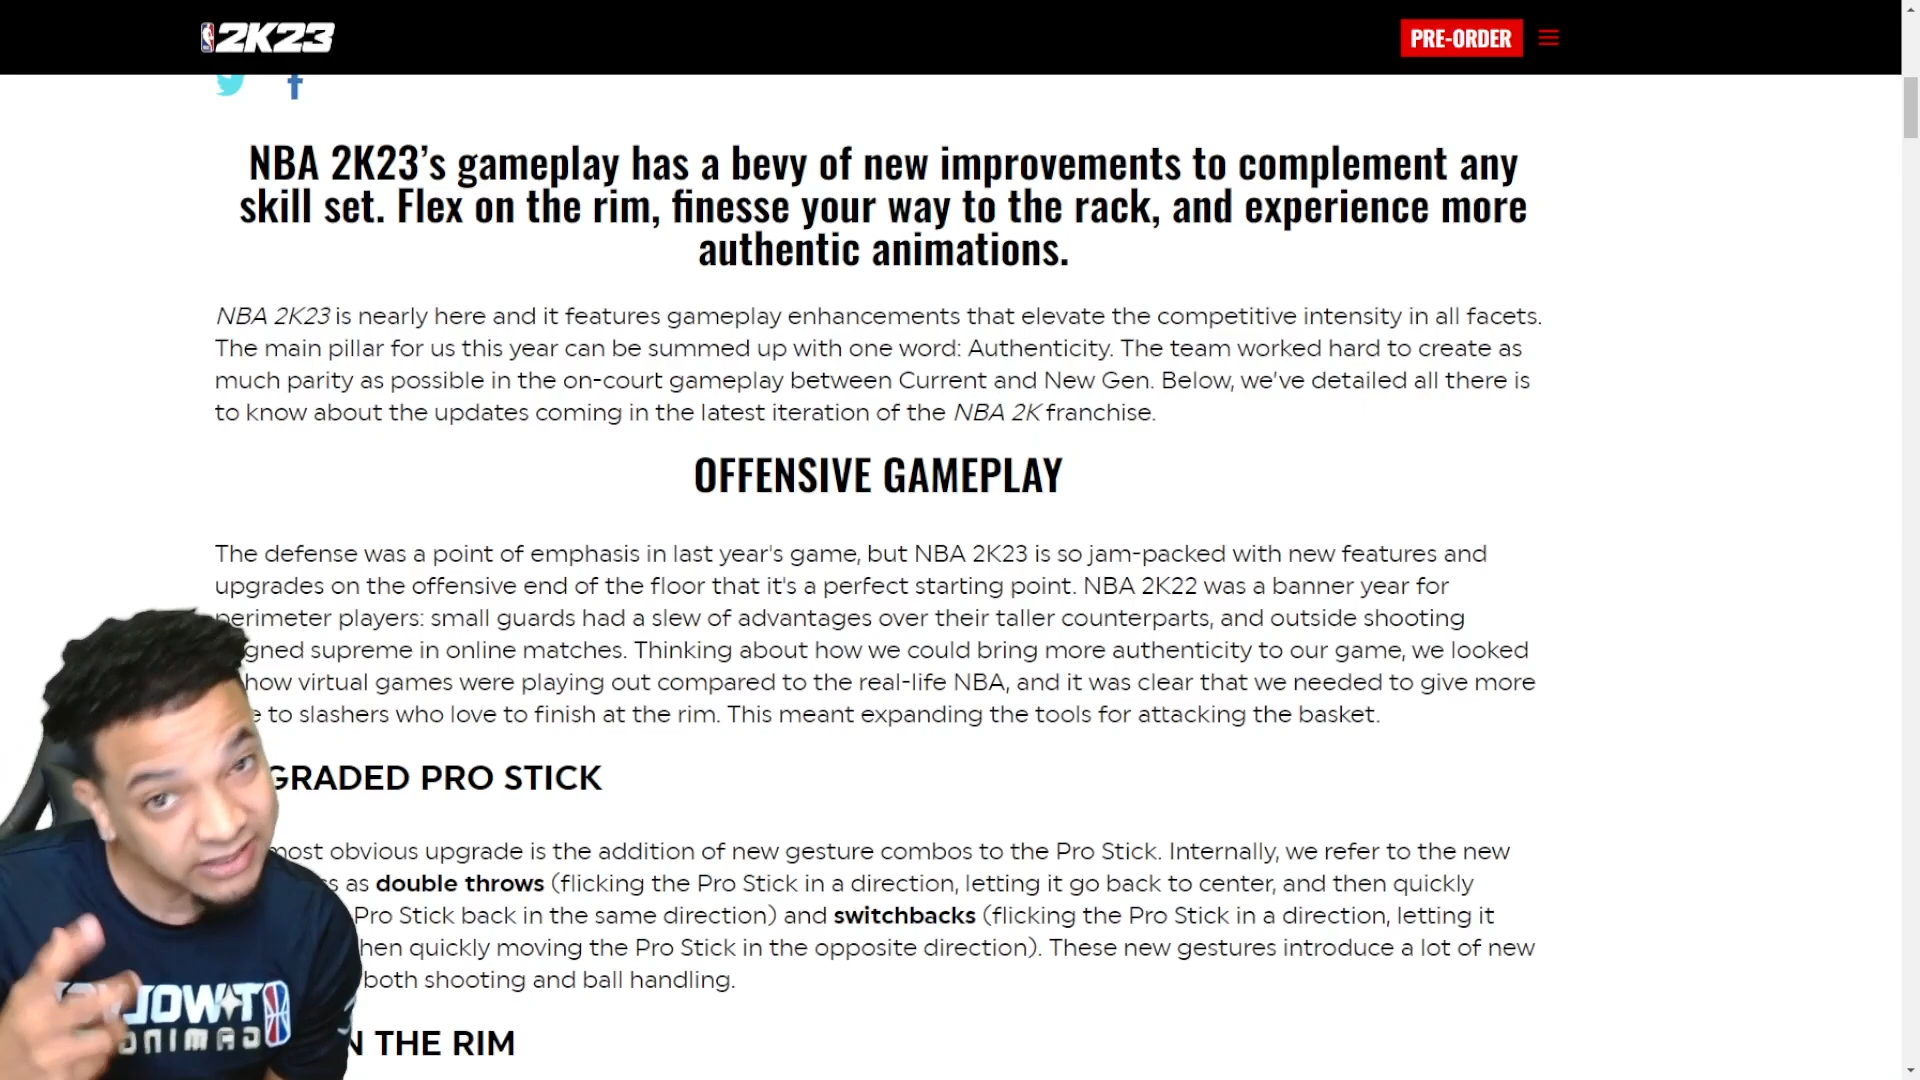 NBA 2K23
PRE-ORDER
NBA 2K23’s gameplay has a bevy of new improvements to complement any
skill set. Flex on the rim, finesse your way to the rack, and experience more
authentic animations.
NBA 2K23 is nearly here and it features gameplay enhancements that elevate the competitive intensity in all facets.
The main pillar for us this year can be summed up with one word: Authenticity. The team worked hard to create as
much parity as possible in the on-court gameplay between Current and New Gen. Below, we’ve detailed all there is
to know about the updates coming in the latest iteration of the NBA 2K franchise.
OFFENSIVE GAMEPLAY
The defense was a point of emphasis in last year's game, but NBA 2K23 is so jam-packed with new features and
upgrades on the offensive end of the floor that it's a perfect starting point. NBA 2K22 was a banner year for
perimeter players: small guards had a slew of advantages over their taller counterparts, and outside shooting
gned supreme in online matches. Thinking about how we could bring more authenticity to our game, we looked
how virtual games were playing out compared to the real-life NBA, and it was clear that we needed to give more
to slashers who love to finish at the rim. This meant expanding the tools for attacking the basket.
GRADED PRO STICK
most obvious upgrade is the addition of new gesture combos to the Pro Stick. Internally, we refer to the new
as double throws (flicking the Pro Stick in a direction, letting it go back to center, and then quickly
Pro Stick back in the same direction) and switchbacks (flicking the Pro Stick in a direction, letting it
hen quickly moving the Pro Stick in the opposite direction). These new gestures introduce a lot of new
both shooting and ball handling.
N THE RIM
GAMING